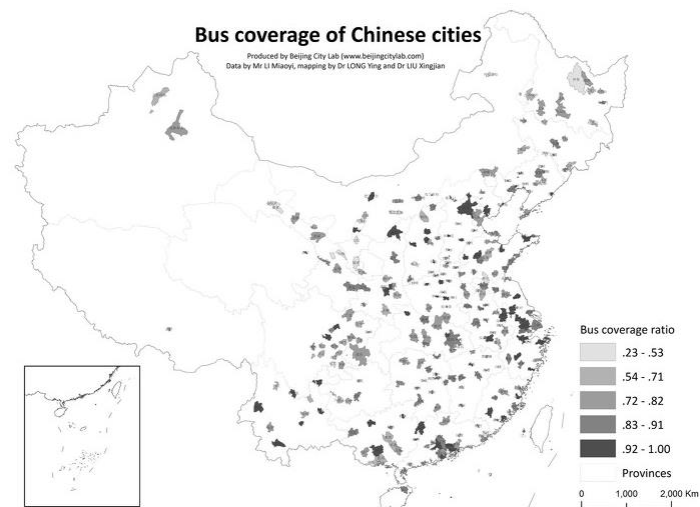 Bus coverage of Chinese cities
Produced by Beijing City Lab (www.beijingcitylab.com)
Data by Mr LI Miaoyi, mapping by Dr LONG Ying and Dr LIU Xingjian
Bus coverage ratio
.23 - .53
.54 - .71
.72 - .82
.83 - .91
.92 - 1.00
Provinces
0 1,000 2,000 Km